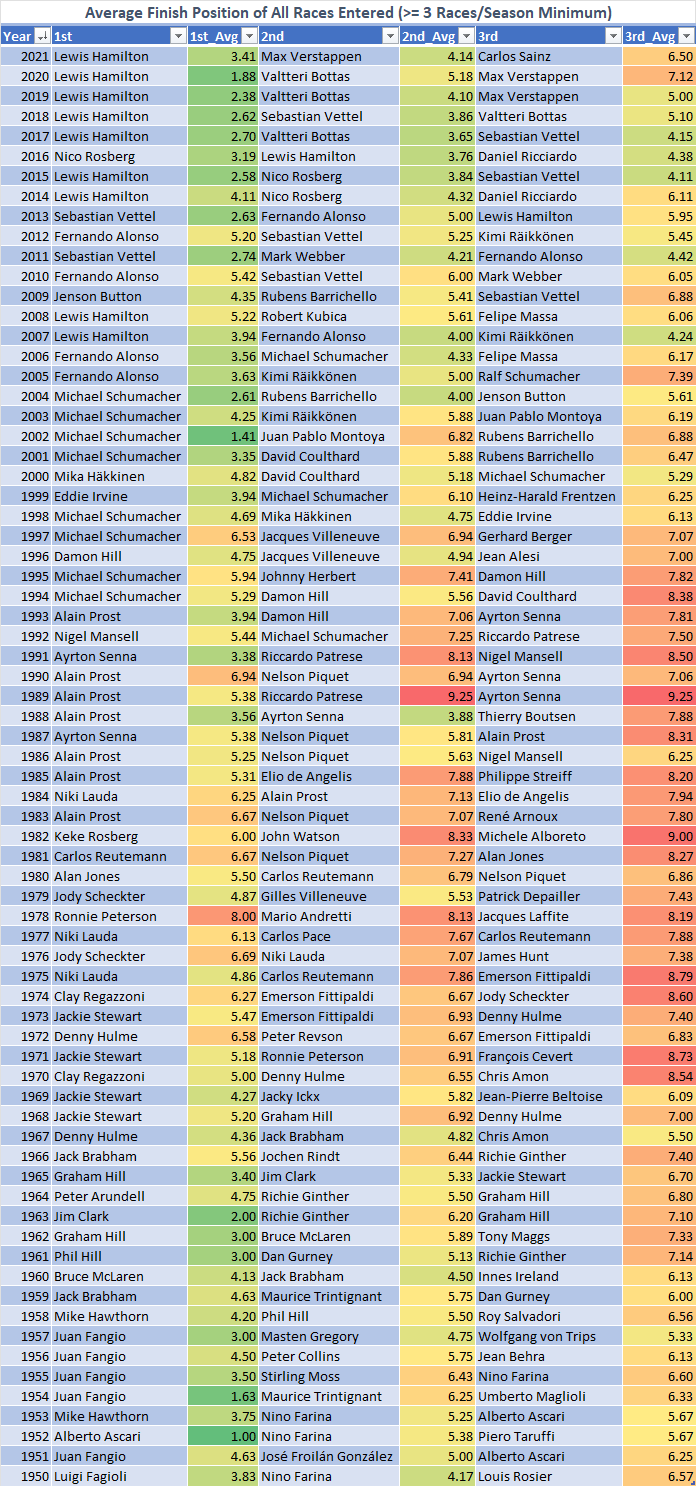 Average Finish Position of All Races Entered (>= 3 Races/Season Minimum)
Year 1st 1st_Avg 2nd 2nd_Avg 3rd 3rd_Avg
2021 Lewis Hamilton 3.41 Max Verstappen 4.14 Carlos Sainz 6.50
2020 Lewis Hamilton 1.88 Valtteri Bottas 5.18 Max Verstappen 7.12
2019 Lewis Hamilton 2.38 Valtteri Bottas 4.10 Max Verstappen 5.00
2018 Lewis Hamilton 2.62 Sebastian Vettel 3.86 Valtteri Bottas 5.10
2017 Lewis Hamilton 2.70 Valtteri Bottas 3.65 Sebastian Vettel 4.15
2016 Nico Rosberg 3.19 Lewis Hamilton 3.76 Daniel Ricciardo 4.38
2015 Lewis Hamilton 2.58 Nico Rosberg 3.84 Sebastian Vettel 4.11
2014 Lewis Hamilton 4.11 Nico Rosberg 4.32 Daniel Ricciardo 6.11
2013 Sebastian Vettel 2.63 Fernando Alonso 5.00 Lewis Hamilton 5.95
2012 Fernando Alonso 5.20 Sebastian Vettel 5.25 Kimi Räikkönen 5.45
2011 Sebastian Vettel 2.74 Mark Webber 4.21 Fernando Alonso 4.42
2010 Fernando Alonso 5.42 Sebastian Vettel 6.00 Mark Webber 6.05
2009 Jenson Button 4.35 Rubens Barrichello 5.41 Sebastian Vettel 6.88
2008 Lewis Hamilton 5.22 Robert Kubica 5.61 Felipe Massa 6.06
2007 Lewis Hamilton 3.94 Fernando Alonso 4.00 Kimi Räikkönen 4.24
2006 Fernando Alonso 3.56 Michael Schumacher 4.33 Felipe Massa 6.17
2005 Fernando Alonso 3.63 Kimi Räikkönen 5.00 Ralf Schumacher 7.39
2004 Michael Schumacher 2.61 Rubens Barrichello 4.00 Jenson Button 5.61
2003 Michael Schumacher 4.25 Kimi Räikkönen 5.88 Juan Pablo Montoya 6.19
2002 Michael Schumacher 1.41 Juan Pablo Montoya 6.82 Rubens Barrichello 6.88
2001 Michael Schumacher 3.35 David Coulthard 5.88 Rubens Barrichello 6.47
2000 Mika Häkkinen 4.82 David Coulthard 5.18 Michael Schumacher 5.29
1999 Eddie Irvine 3.94 Michael Schumacher 6.10 Heinz-Harald Frentzen 6.25
1998 Michael Schumacher 4.69 Mika Häkkinen 4.75 Eddie Irvine 6.13
1997 Michael Schumacher 6.53 Jacques Villeneuve 6.94 Gerhard Berger 7.07
1996 Damon Hill 4.75 Jacques Villeneuve 4.94 Jean Alesi 7.00
1995 Michael Schumacher 5.94 Johnny Herbert 7.41 Damon Hill 7.82
1994 Michael Schumacher 5.29 Damon Hill 5.56 David Coulthard 8.38
1993 Alain Prost 3.94 Damon Hill 7.06 Ayrton Senna 7.81
1992 Nigel Mansell 5.44 Michael Schumacher 7.25 Riccardo Patrese 7.50
1991 Ayrton Senna 3.38 Riccardo Patrese 8.13 Nigel Mansell 8.50
1990 Alain Prost 6.94 Nelson Piquet 6.94 Ayrton Senna 7.06
1989 Alain Prost 5.38 Riccardo Patrese 9.25 Ayrton Senna 9.25
1988 Alain Prost 3.56 Ayrton Senna 3.88 Thierry Boutsen 7.88
1987 Ayrton Senna 5.38 Nelson Piquet 5.81 Alain Prost 8.31
1986 Alain Prost 5.25 Nelson Piquet 5.63 Nigel Mansell 6.25
1985 Alain Prost 5.31 Elio de Angelis 7.88 Philippe Streiff 8.20
1984 Niki Lauda 6.25 Alain Prost 7.13 Elio de Angelis 7.94
1983 Alain Prost 6.67 Nelson Piquet 7.07 René Arnoux 7.80
1982 Keke Rosberg 6.00 John Watson 8.33 Michele Alboreto 9.00
1981 Carlos Reutemann 6.67 Nelson Piquet 7.27 Alan Jones 8.27
1980 Alan Jones 5.50 Carlos Reutemann 6.79 Nelson Piquet 6.86
1979 Jody Scheckter 4.87 Gilles Villeneuve 5.53 Patrick Depailler 7.43
1978 Ronnie Peterson 8.00 Mario Andretti 8.13 Jacques Laffite 8.19
1977 Niki Lauda 6.13 Carlos Pace 7.67 Carlos Reutemann 7.88
1976 Jody Scheckter 6.69 Niki Lauda 7.07 James Hunt 7.38
1975 Niki Lauda 4.86 Carlos Reutemann 7.86 Emerson Fittipaldi 8.79
1974 Clay Regazzoni 6.27 Emerson Fittipaldi 6.67 Jody Scheckter 8.60
1973 Jackie Stewart 5.47 Emerson Fittipaldi 6.93 Denny Hulme 7.40
1972 Denny Hulme 6.58 Peter Revson 6.67 Emerson Fittipaldi 6.83
1971 Jackie Stewart 5.18 Ronnie Peterson 6.91 François Cevert 8.73
1970 Clay Regazzoni 5.00 Denny Hulme 6.55 Chris Amon 8.54
1969 Jackie Stewart 4.27 Jacky Ickx 5.82 Jean-Pierre Beltoise 6.09
1968 Jackie Stewart 5.20 Graham Hill 6.92 Denny Hulme 7.00
1967 Denny Hulme 4.36 Jack Brabham 4.82 Chris Amon 5.50
1966 Jack Brabham 5.56 Jochen Rindt 6.44 Richie Ginther 7.40
1965 Graham Hill 3.40 Jim Clark 5.33 Jackie Stewart 6.70
1964 Peter Arundell 4.75 Richie Ginther 5.50 Graham Hill 6.80
1963 Jim Clark 2.00 Richie Ginther 6.20 Graham Hill 7.10
1962 Graham Hill 3.00 Bruce McLaren 5.89 Tony Maggs 7.33
1961 Phil Hill 3.00 Dan Gurney 5.13 Richie Ginther 7.14
1960 Bruce McLaren 4.13 Jack Brabham 4.50 Innes Ireland 6.13
1959 Jack Brabham 4.63 Maurice Trintignant 5.75 Dan Gurney 6.00
1958 Mike Hawthorn 4.20 Phil Hill 5.50 Roy Salvadori 6.56
1957 Juan Fangio 3.00 Masten Gregory 4.75 Wolfgang von Trips 5.33
1956 Juan Fangio 4.50 Peter Collins 5.75 Jean Behra 6.13
1955 Juan Fangio 3.50 Stirling Moss 6.43 Nino Farina 6.60
1954 Juan Fangio 1.63 Maurice Trintignant 6.25 Umberto Maglioli 6.33
1953 Mike Hawthorn 3.75 Nino Farina 5.25 Alberto Ascari 5.67
1952 Alberto Ascari 1.00 Nino Farina 5.38 Piero Taruffi 5.67
1951 Juan Fangio 4.63 José Froilán González 5.00 Alberto Ascari 6.25
1950 Luigi Fagioli 3.83 Nino Farina 4.17 Louis Rosier 6.57